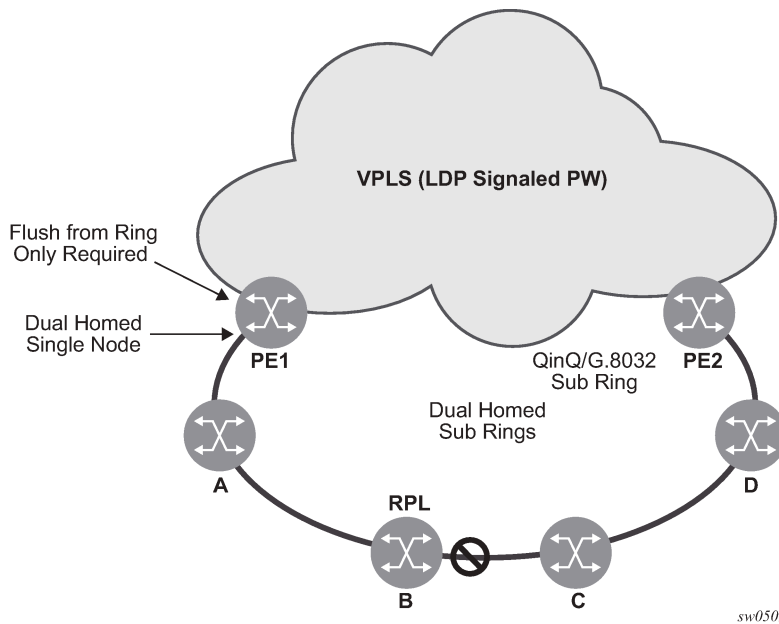 VPLS (LDP Signaled PW)
Flush from Ring
Only Required
Dual Homed
Single Node
PE1
QinQ/G.8032
Sub Ring
PE2
Dual Homed
Sub Rings
A
D
RPL
B
C
sw050